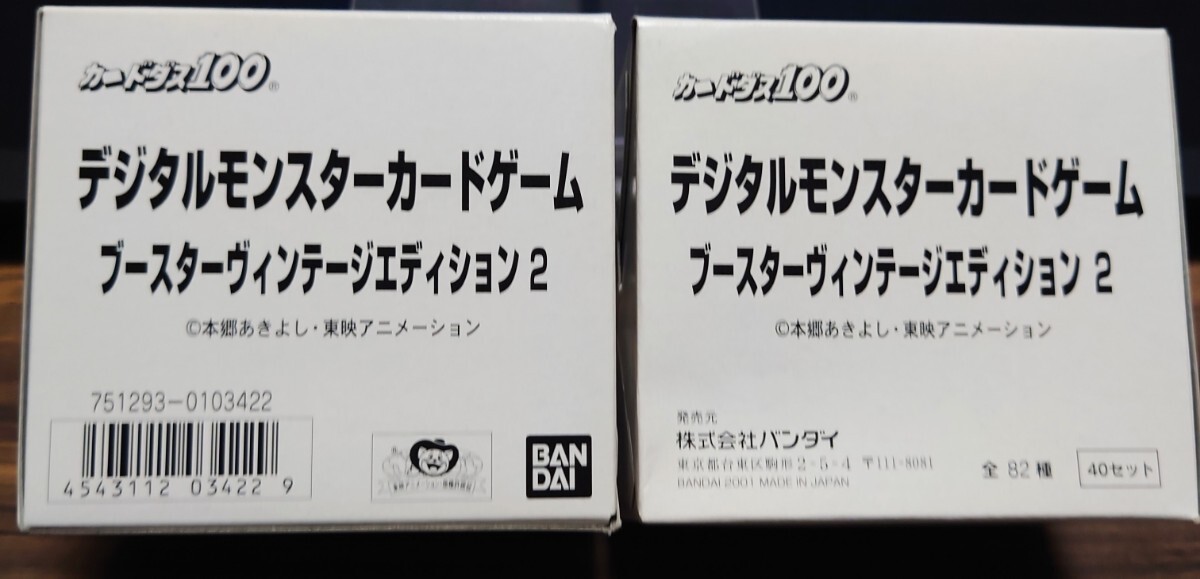 カードダス100®
デジタルモンスターカードゲーム
ブースターヴィンテージエディション2
©本郷あきよし・東映アニメーション
751293-0103422
4543112 03422 9
BAN
DAI
カードダス100®
デジタルモンスターカードゲーム
ブースターヴィンテージエディション 2
©本郷あきよし・東映アニメーション
発売元
株式会社バンダイ
東京都台東区駒形2-5-4 〒111-8081
BANDAI 2001 MADE IN JAPAN
全 82 種
40セット